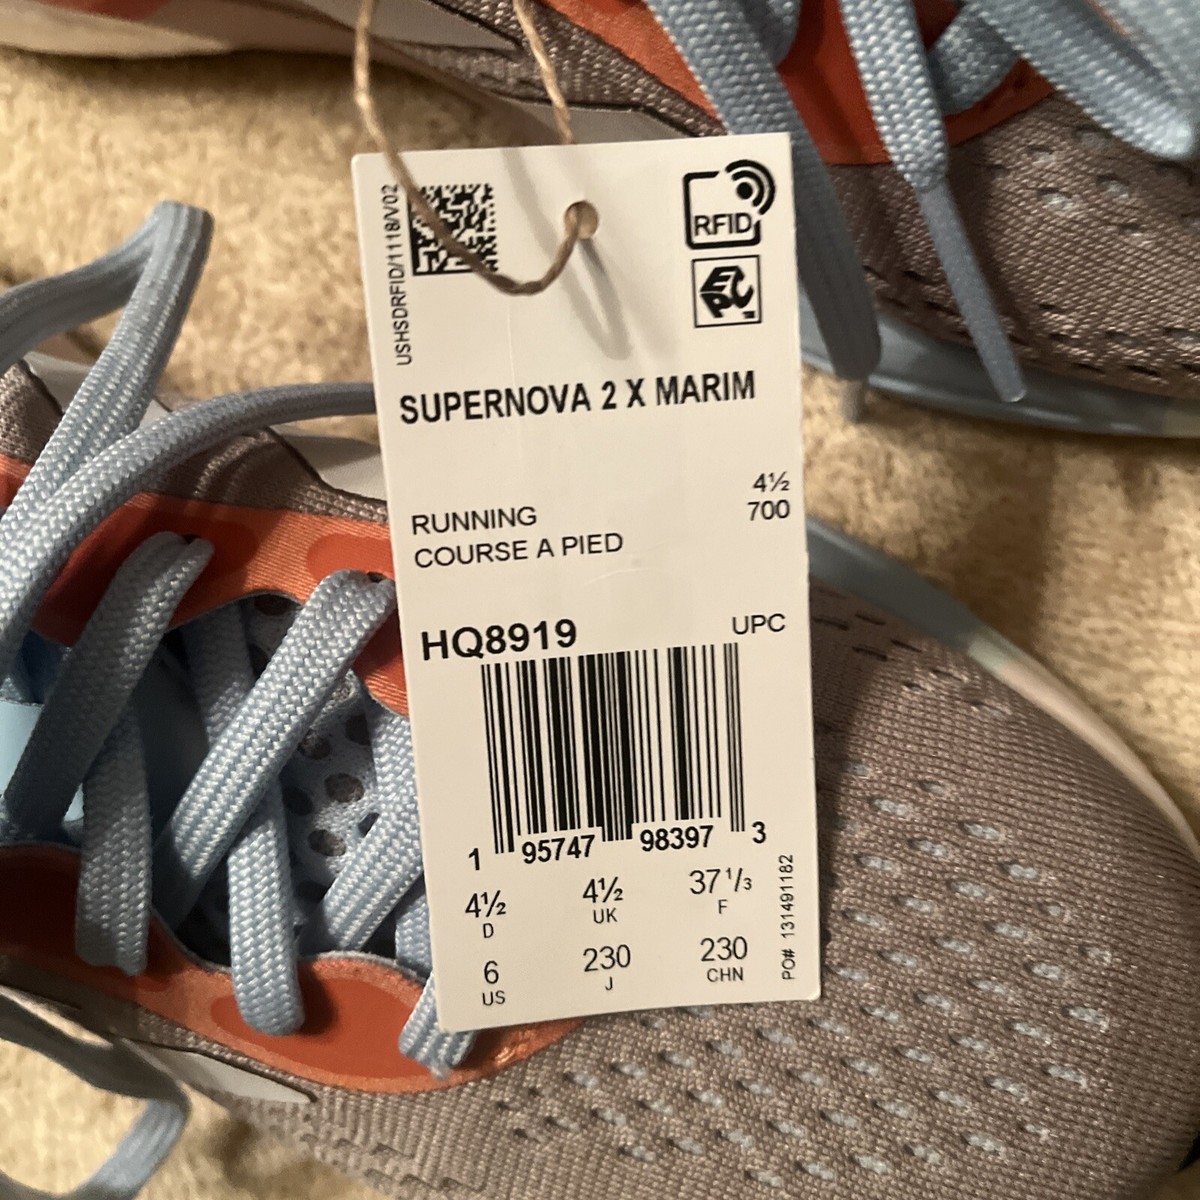 USHSDRFID/1118/V02
RFID
EPC
SUPERNOVA 2 X MARIM
4½
700
RUNNING
COURSE A PIED
HQ8919
UPC
1 95747 98397 3
4½ 4½ 37 1/3
D UK F
6 230 230
US J CHN
PO# 131491182